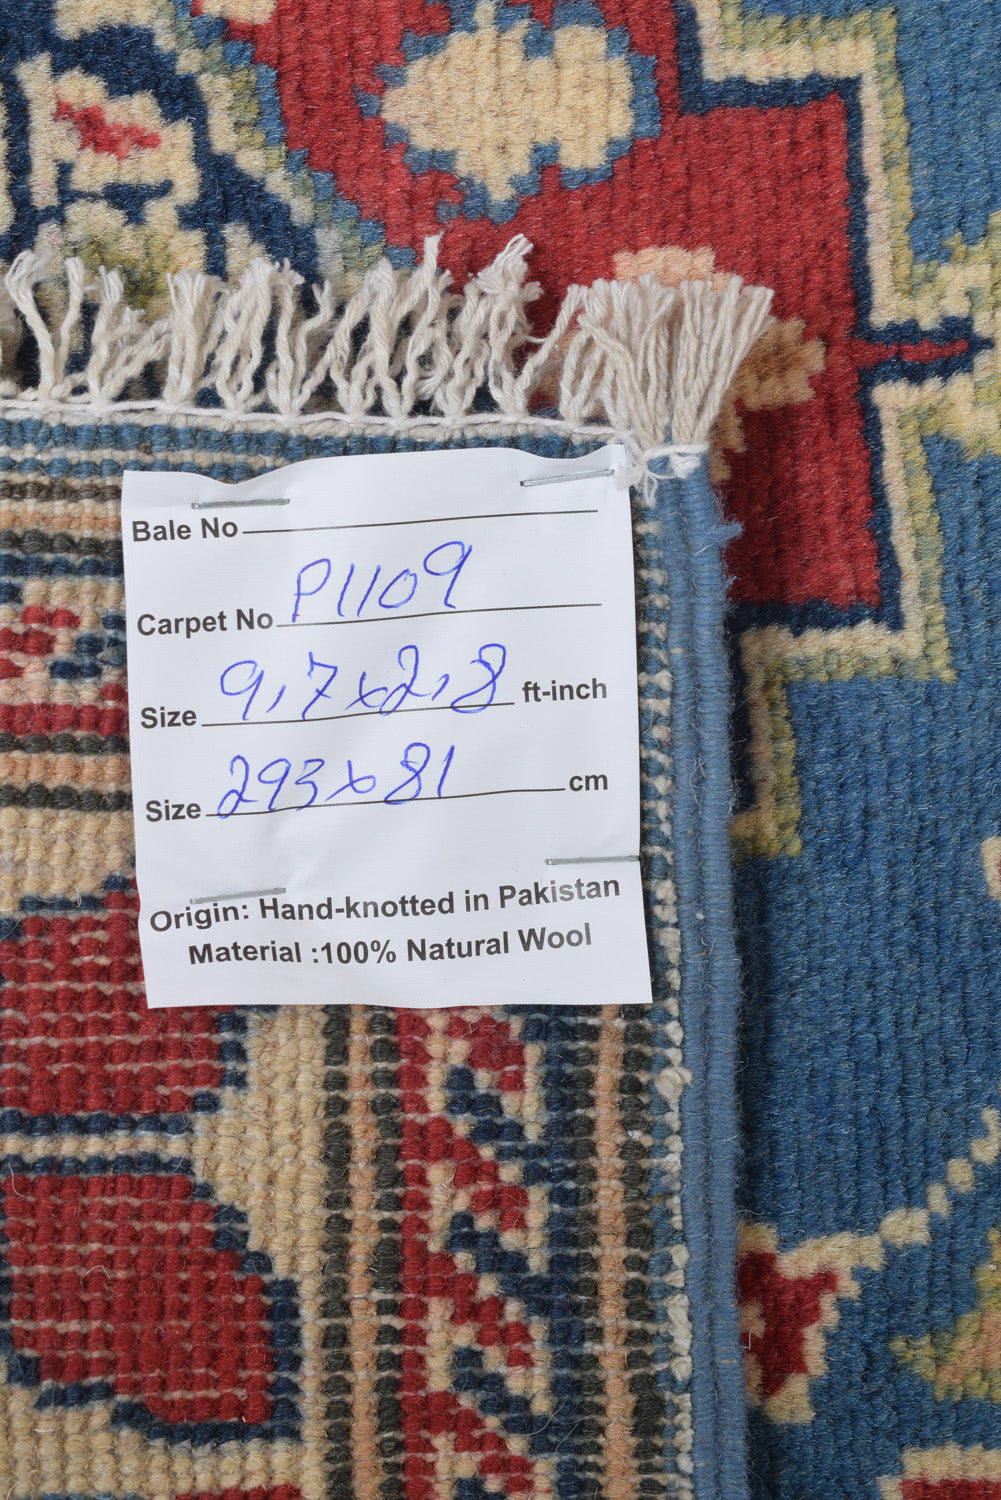 Bale No
Carpet No P1109
Size 9,7x2,8 ft-inch
Size 293x81 cm
Origin: Hand-knotted in Pakistan
Material :100% Natural Wool